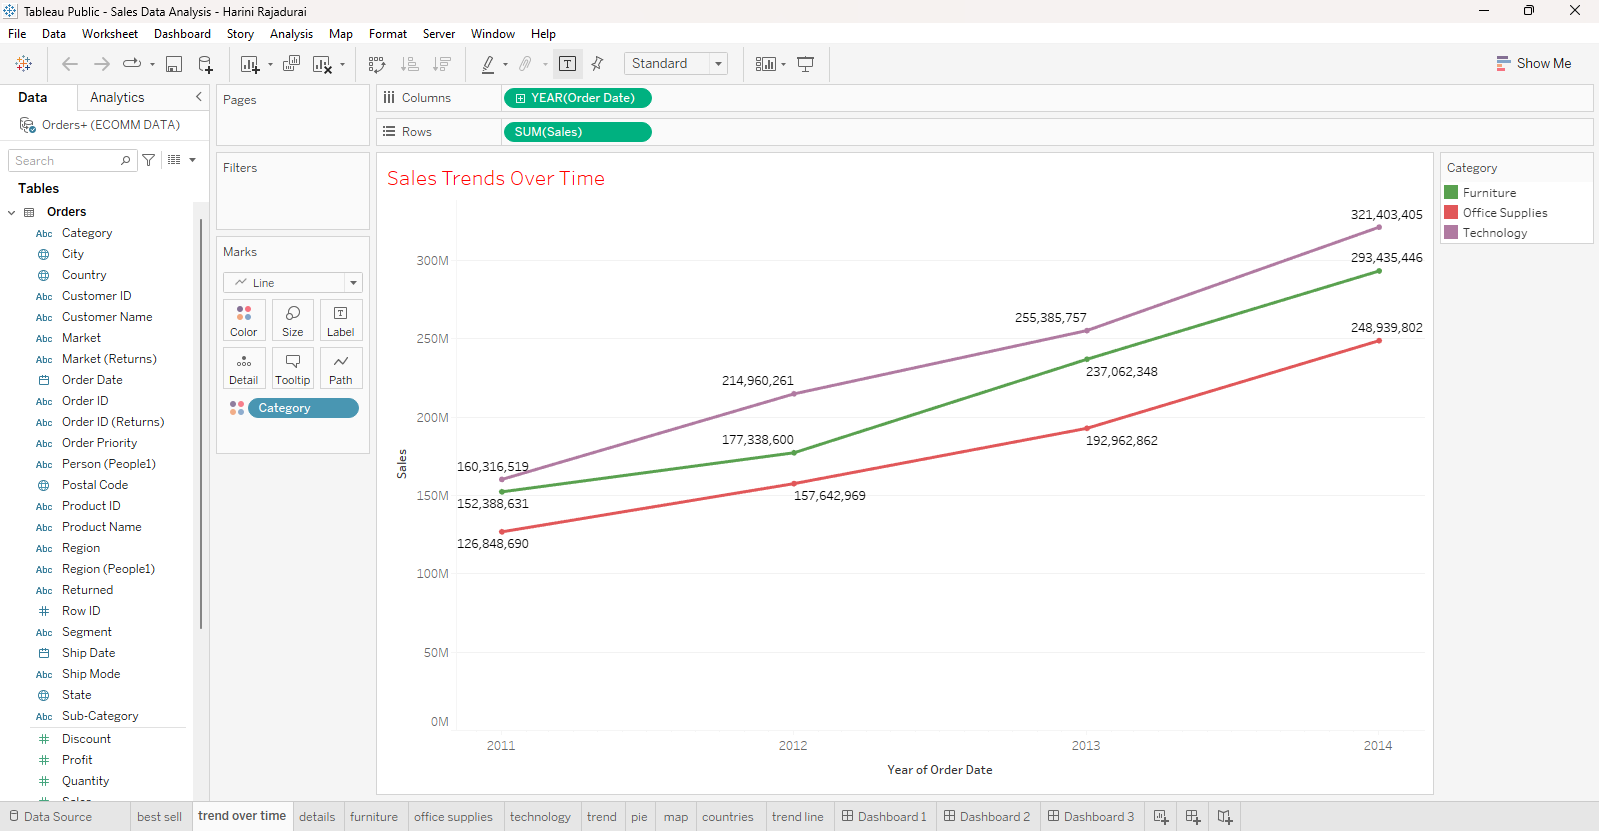 Tableau Public - Sales Data Analysis - Harini Rajadurai
File Data Worksheet Dashboard Story Analysis Map Format Server Window Help
Standard
Show Me
Data Analytics
Orders+ (ECOMM DATA)
Search
Tables
Orders
Abc Category
City
Country
Abc Customer ID
Abc Customer Name
Abc Market
Abc Market (Returns)
Order Date
Abc Order ID
Abc Order ID (Returns)
Abc Order Priority
Abc Person (People1)
Postal Code
Abc Product ID
Abc Product Name
Abc Region
Abc Region (People1)
Abc Returned
Row ID
Abc Segment
Ship Date
Abc Ship Mode
State
Abc Sub-Category
Discount
Profit
Quantity
Sales
Pages
Filters
Marks
Line
Color Size Label
Detail Tooltip Path
Category
Columns YEAR(Order Date)
Rows SUM(Sales)
Sales Trends Over Time
321,403,405
300M
293,435,446
255,385,757
248,939,802
250M
237,062,348
214,960,261
200M
192,962,862
177,338,600
160,316,519
157,642,969
150M
152,388,631
126,848,690
100M
50M
0M
Sales
2011 2012 2013 2014
Year of Order Date
Category
Furniture
Office Supplies
Technology
Data Source best sell trend over time details furniture office supplies technology trend pie map countries trend line Dashboard 1 Dashboard 2 Dashboard 3